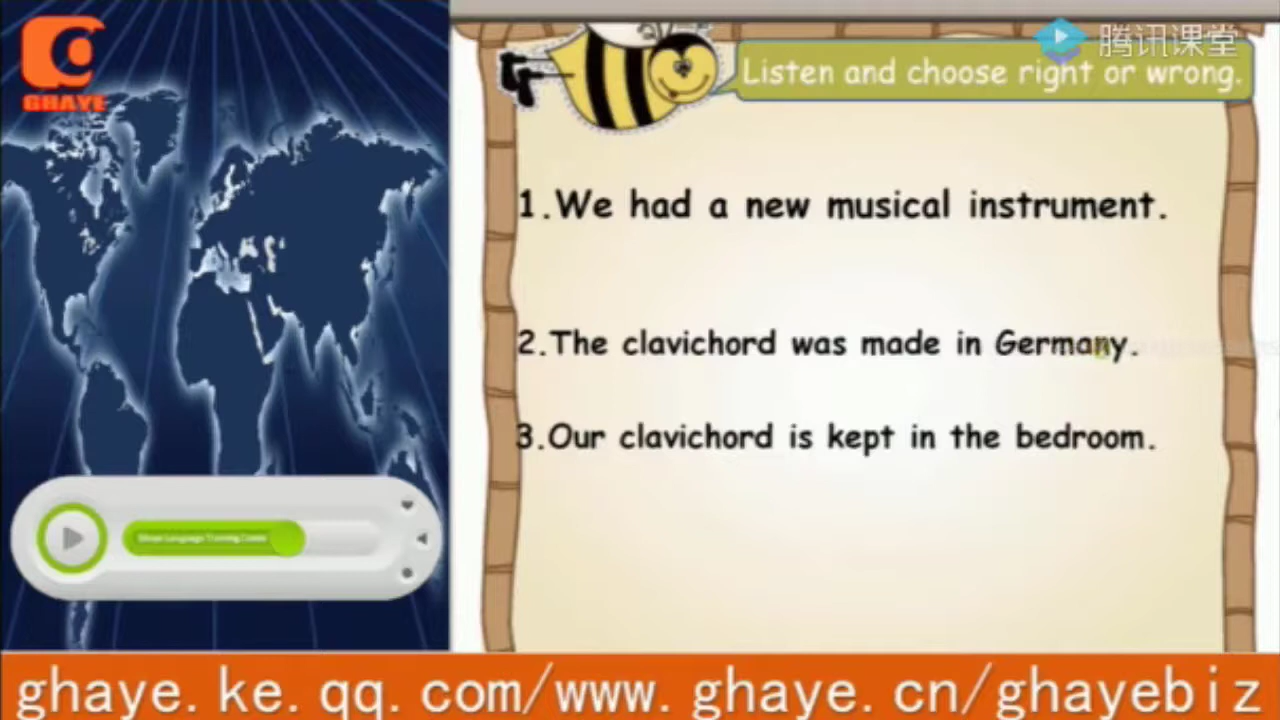 GHAYE
腾讯课堂
Listen and choose right or wrong.
1.We had a new musical instrument.
2.The clavichord was made in Germany.
3.Our clavichord is kept in the bedroom.
ghaye.ke.qq.com/www.ghaye.cn/ghayebiz